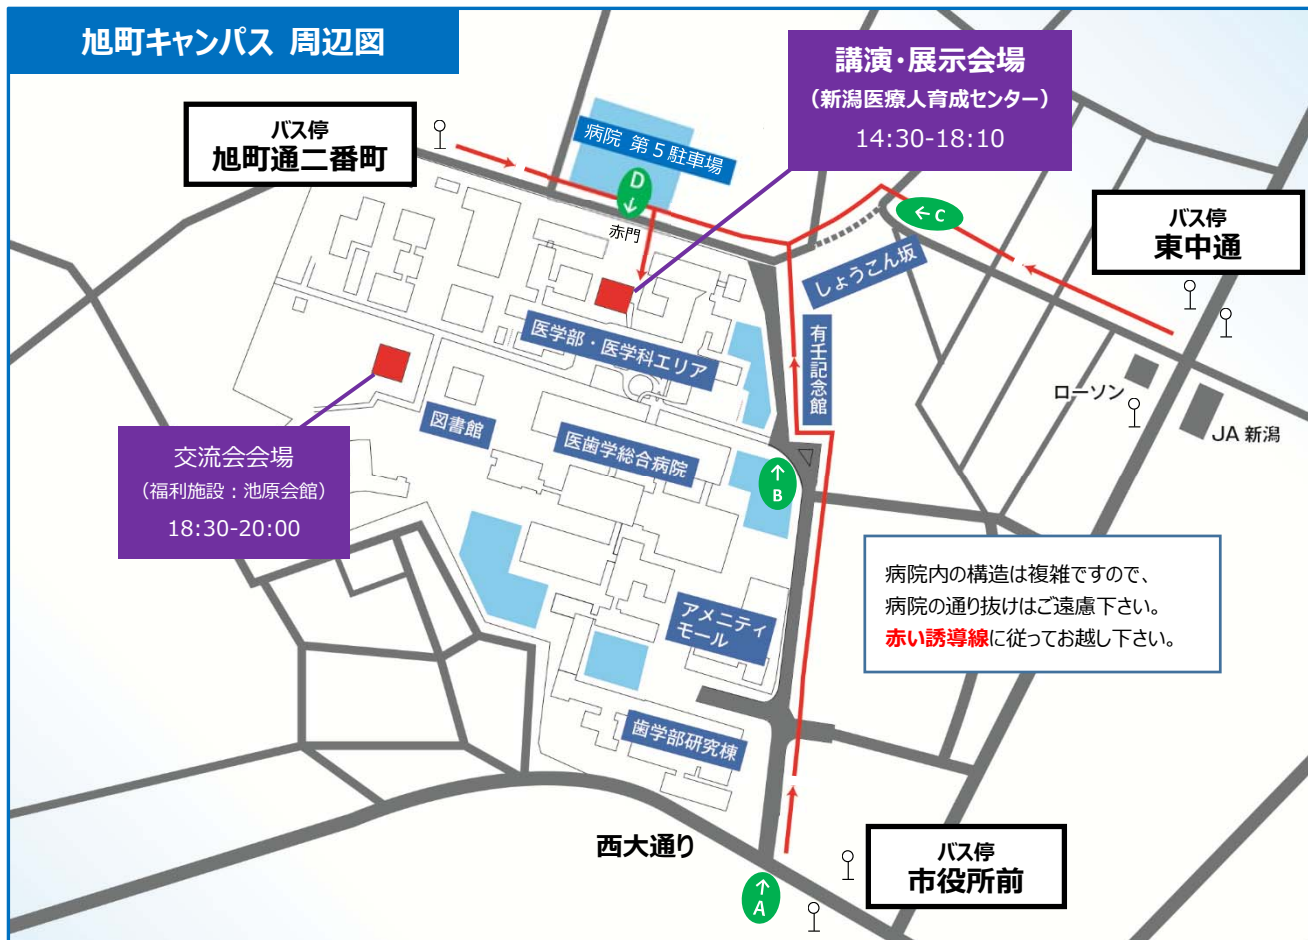 旭町キャンパス 周辺図
講演・展示会場
（新潟医療人育成センター）
14:30-18:10
バス停
旭町通二番町
病院 第５駐車場
D
↓
赤門
←C
バス停
東中通
しょうこん坂
有壬記念館
医学部・医学科エリア
ローソン
JA 新潟
図書館
医歯学総合病院
↑
B
交流会会場
（福利施設：池原会館）
18:30-20:00
病院内の構造は複雑ですので、
病院の通り抜けはご遠慮下さい。
赤い誘導線に従ってお越し下さい。
アメニティ
モール
歯学部研究棟
西大通り
バス停
市役所前
↑
A